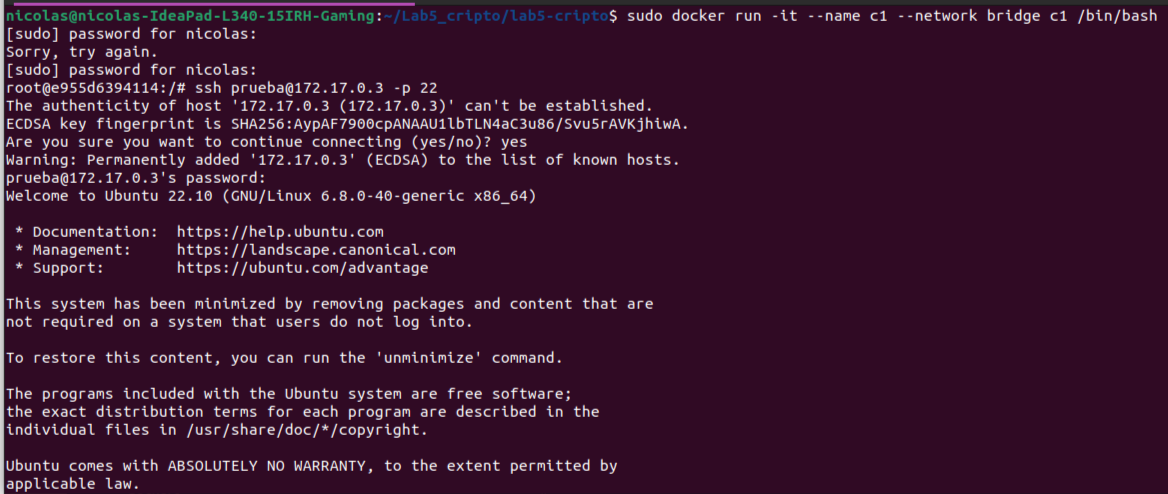 nicolas@nicolas-IdeaPad-L340-15IRH-Gaming:~/Lab5_cripto/lab5-cripto$ sudo docker run -it --name c1 --network bridge c1 /bin/bash
[sudo] password for nicolas:
Sorry, try again.
[sudo] password for nicolas:
root@e955d6394114:/# ssh prueba@172.17.0.3 -p 22
The authenticity of host '172.17.0.3 (172.17.0.3)' can't be established.
ECDSA key fingerprint is SHA256:AypAF7900cpANAAU1lbTLN4aC3u86/Svu5rAVKjhiwA.
Are you sure you want to continue connecting (yes/no)? yes
Warning: Permanently added '172.17.0.3' (ECDSA) to the list of known hosts.
prueba@172.17.0.3's password:
Welcome to Ubuntu 22.10 (GNU/Linux 6.8.0-40-generic x86_64)

 * Documentation:  https://help.ubuntu.com
 * Management:     https://landscape.canonical.com
 * Support:        https://ubuntu.com/advantage

This system has been minimized by removing packages and content that are
not required on a system that users do not log into.

To restore this content, you can run the 'unminimize' command.

The programs included with the Ubuntu system are free software;
the exact distribution terms for each program are described in the
individual files in /usr/share/doc/*/copyright.

Ubuntu comes with ABSOLUTELY NO WARRANTY, to the extent permitted by
applicable law.